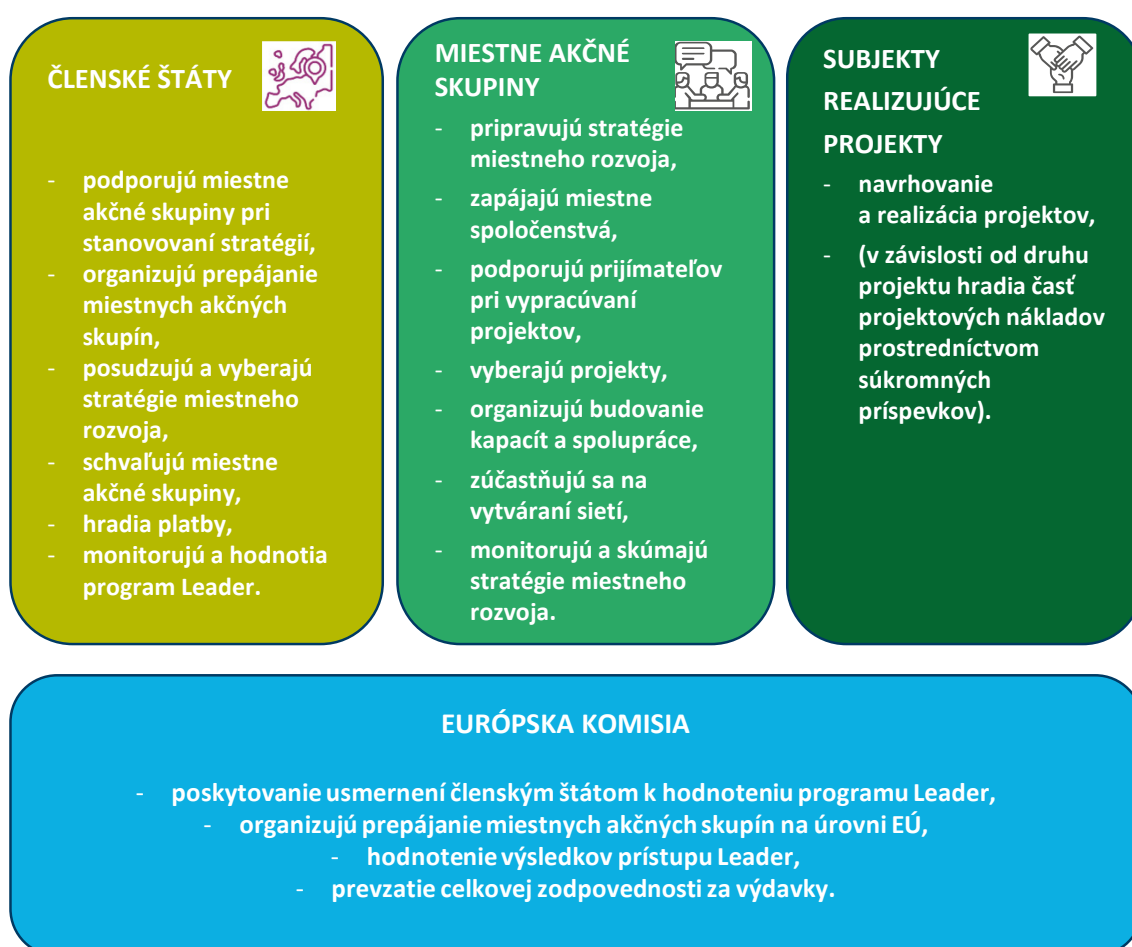 ČLENSKÉ ŠTÁTY
- podporujú miestne
akčné skupiny pri
stanovovaní stratégií,
- organizujú prepájanie
miestnych akčných
skupín,
- posudzujú a vyberajú
stratégie miestneho
rozvoja,
- schvaľujú miestne
akčné skupiny,
- hradia platby,
- monitorujú a hodnotia
program Leader.
MIESTNE AKČNÉ
SKUPINY
- pripravujú stratégie
miestneho rozvoja,
- zapájajú miestne
spoločenstvá,
- podporujú prijímateľov
pri vypracúvaní
projektov,
- vyberajú projekty,
- organizujú budovanie
kapacít a spolupráce,
- zúčastňujú sa na
vytváraní sietí,
- monitorujú a skúmajú
stratégie miestneho
rozvoja.
SUBJEKTY
REALIZUJÚCE
PROJEKTY
- navrhovanie
a realizácia projektov,
- (v závislosti od druhu
projektu hradia časť
projektových nákladov
prostredníctvom
súkromných
príspevkov).
EURÓPSKA KOMISIA
- poskytovanie usmernení členským štátom k hodnoteniu programu Leader,
- organizujú prepájanie miestnych akčných skupín na úrovni EÚ,
- hodnotenie výsledkov prístupu Leader,
- prevzatie celkovej zodpovednosti za výdavky.